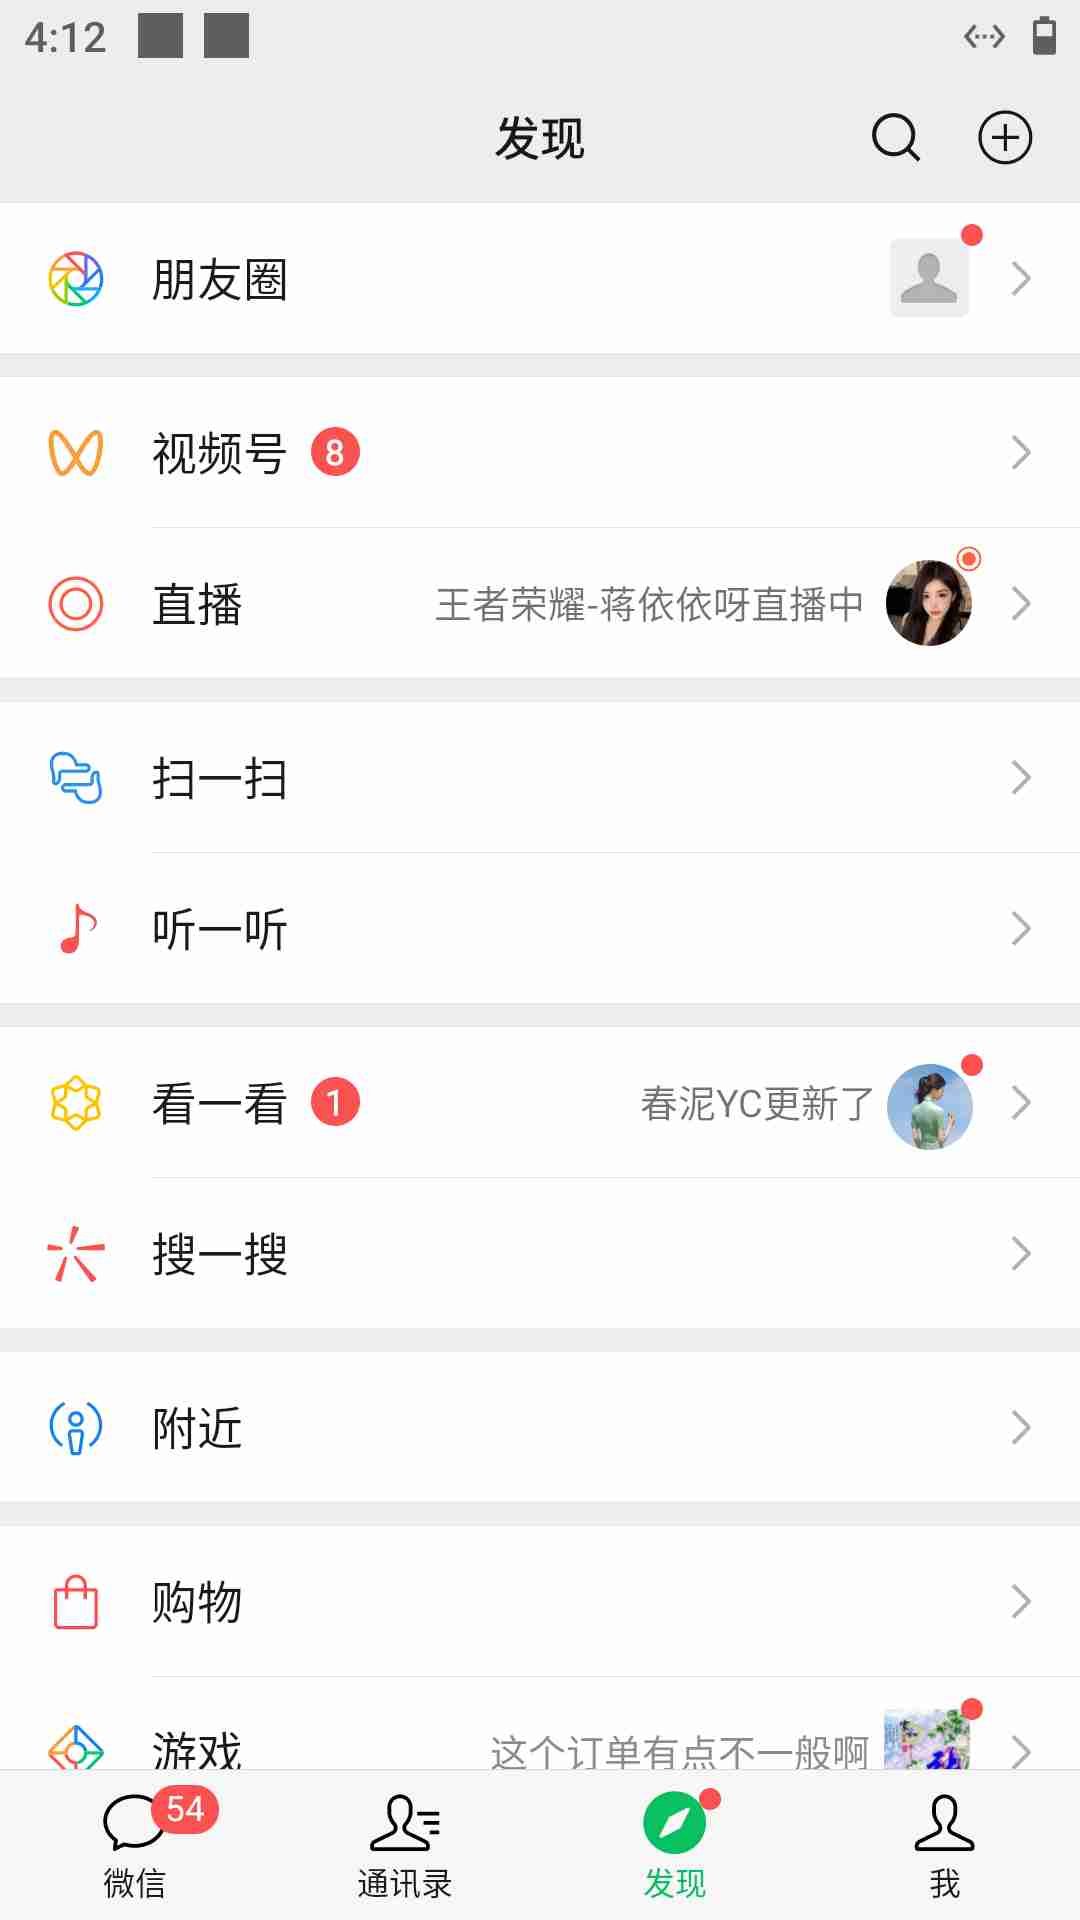 4:12
发现
朋友圈
视频号 8
直播 王者荣耀-蒋依依呀直播中
扫一扫
听一听
看一看 1 春泥YC更新了
搜一搜
附近
购物
游戏 这个订单有点不一般啊
54
微信 通讯录 发现 我